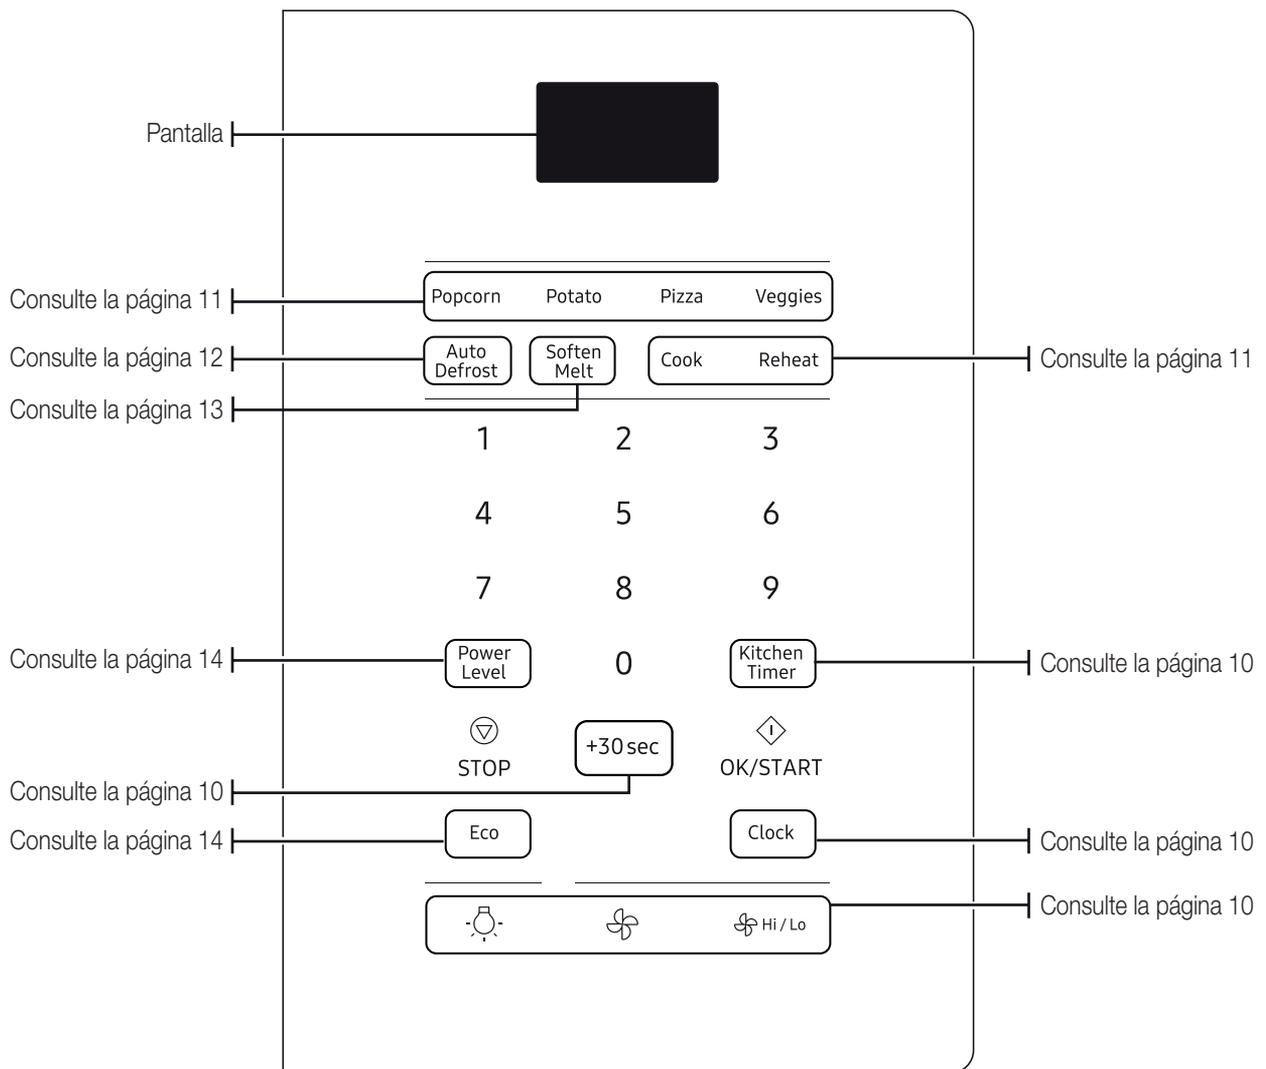 Pantalla
Consulte la página 11
Popcorn Potato Pizza Veggies
Consulte la página 12
Auto
Defrost
Soften
Melt
Cook Reheat
Consulte la página 11
Consulte la página 13
1 2 3
4 5 6
7 8 9
Consulte la página 14
Power
Level
0
Kitchen
Timer
Consulte la página 10
STOP
+30 sec
OK/START
Consulte la página 10
Consulte la página 14
Eco
Clock
Consulte la página 10
Hi / Lo
Consulte la página 10